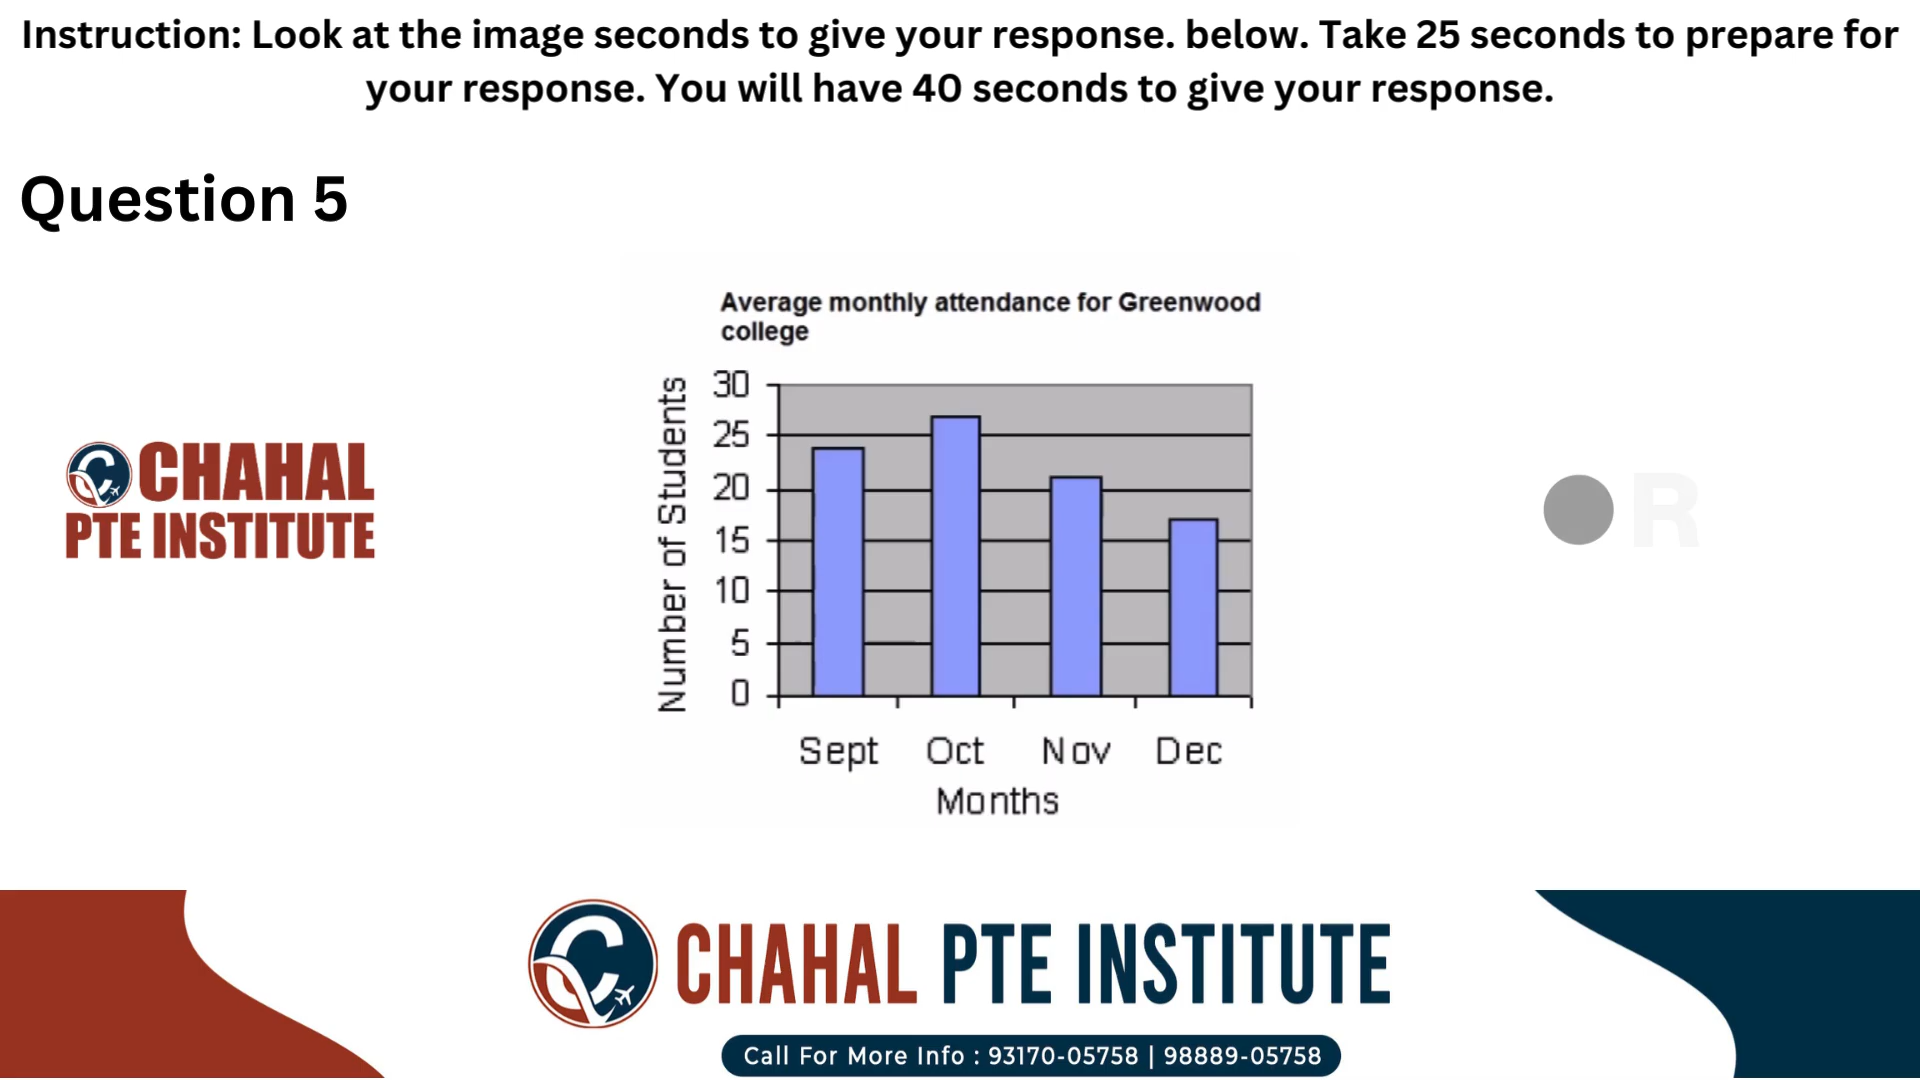 Instruction: Look at the image seconds to give your response. below. Take 25 seconds to prepare for
your response. You will have 40 seconds to give your response.
Question 5
Average monthly attendance for Greenwood
college
Number of Students
30
25
20
15
10
5
0
Sept Oct Nov Dec
Months
CHAHAL
PTE INSTITUTE
R
CHAHAL PTE INSTITUTE
Call For More Info : 93170-05758 | 98889-05758